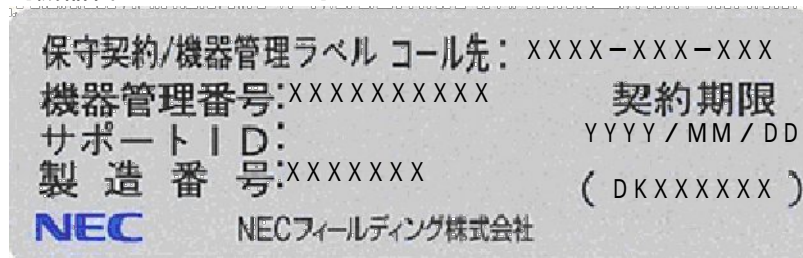 保守契約/機器管理ラベル コール先：XXXX－XXX－XXX
機器管理番号：XXXXXXXXXX 契約期限
サポートＩＤ： YYYY/MM/DD
製造番号：XXXXXXX (DKXXXXXX)
NEC NECフィールディング株式会社